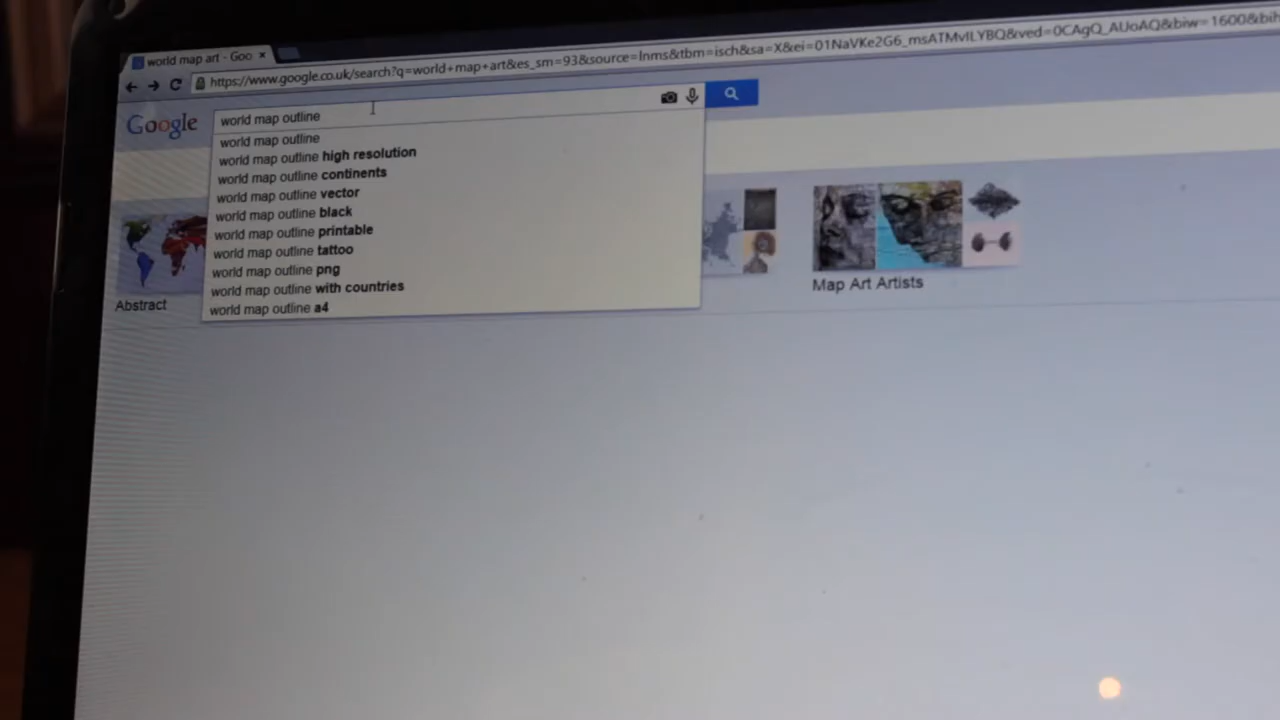 world map art - Goo
https://www.google.co.uk/search?q=world+map+art&es_sm=93&source=lnms&tbm=isch&sa=X&ei=01NaVKe2G6_msATMvILYBQ&ved=0CAgQ_AUoAQ&biw=1600&bih
Google
world map outline
world map outline
world map outline high resolution
world map outline continents
world map outline vector
world map outline black
world map outline printable
world map outline tattoo
world map outline png
world map outline with countries
world map outline a4
Abstract
Map Art Artists